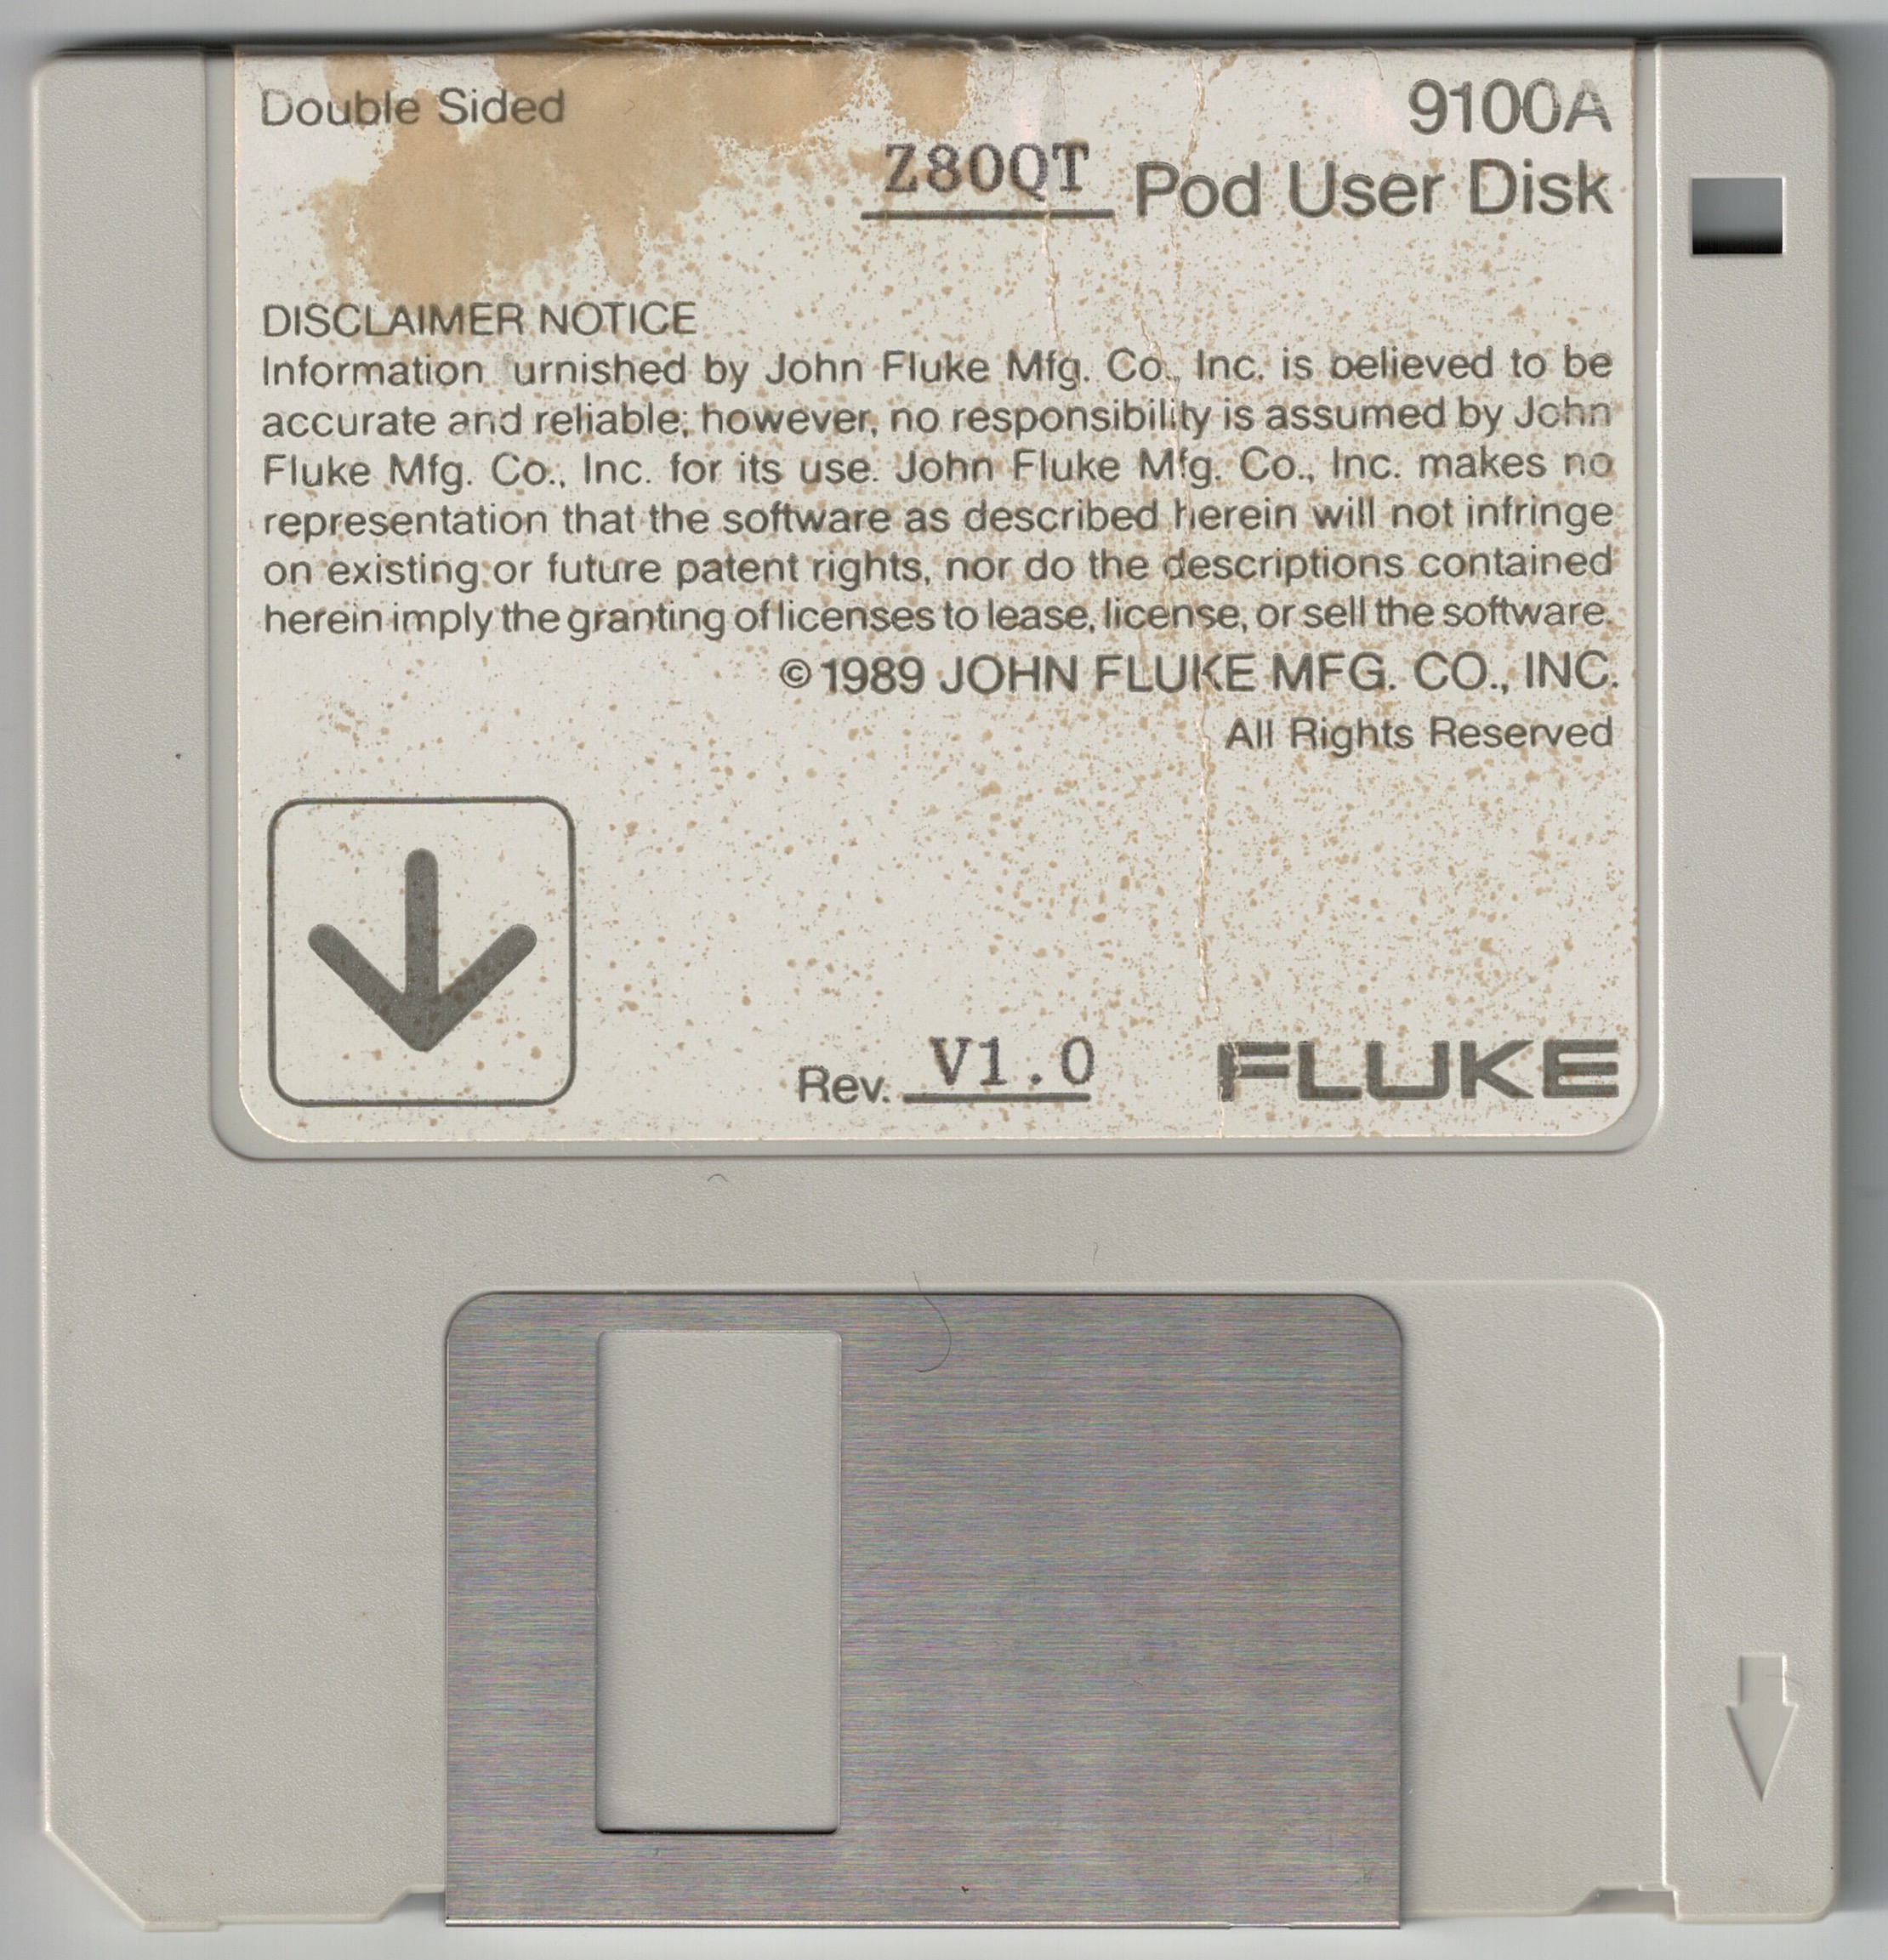 Double Sided
9100A
Z80QT Pod User Disk
DISCLAIMER NOTICE
Information urnished by John Fluke Mfg. Co., Inc. is believed to be
accurate and reliable; however, no responsibility is assumed by John
Fluke Mfg. Co., Inc. for its use. John Fluke Mfg. Co., Inc. makes no
representation that the software as described herein will not infringe
on existing or future patent rights, nor do the descriptions contained
herein imply the granting of licenses to lease, license, or sell the software.
© 1989 JOHN FLUKE MFG. CO., INC.
All Rights Reserved
Rev. V1.0
FLUKE